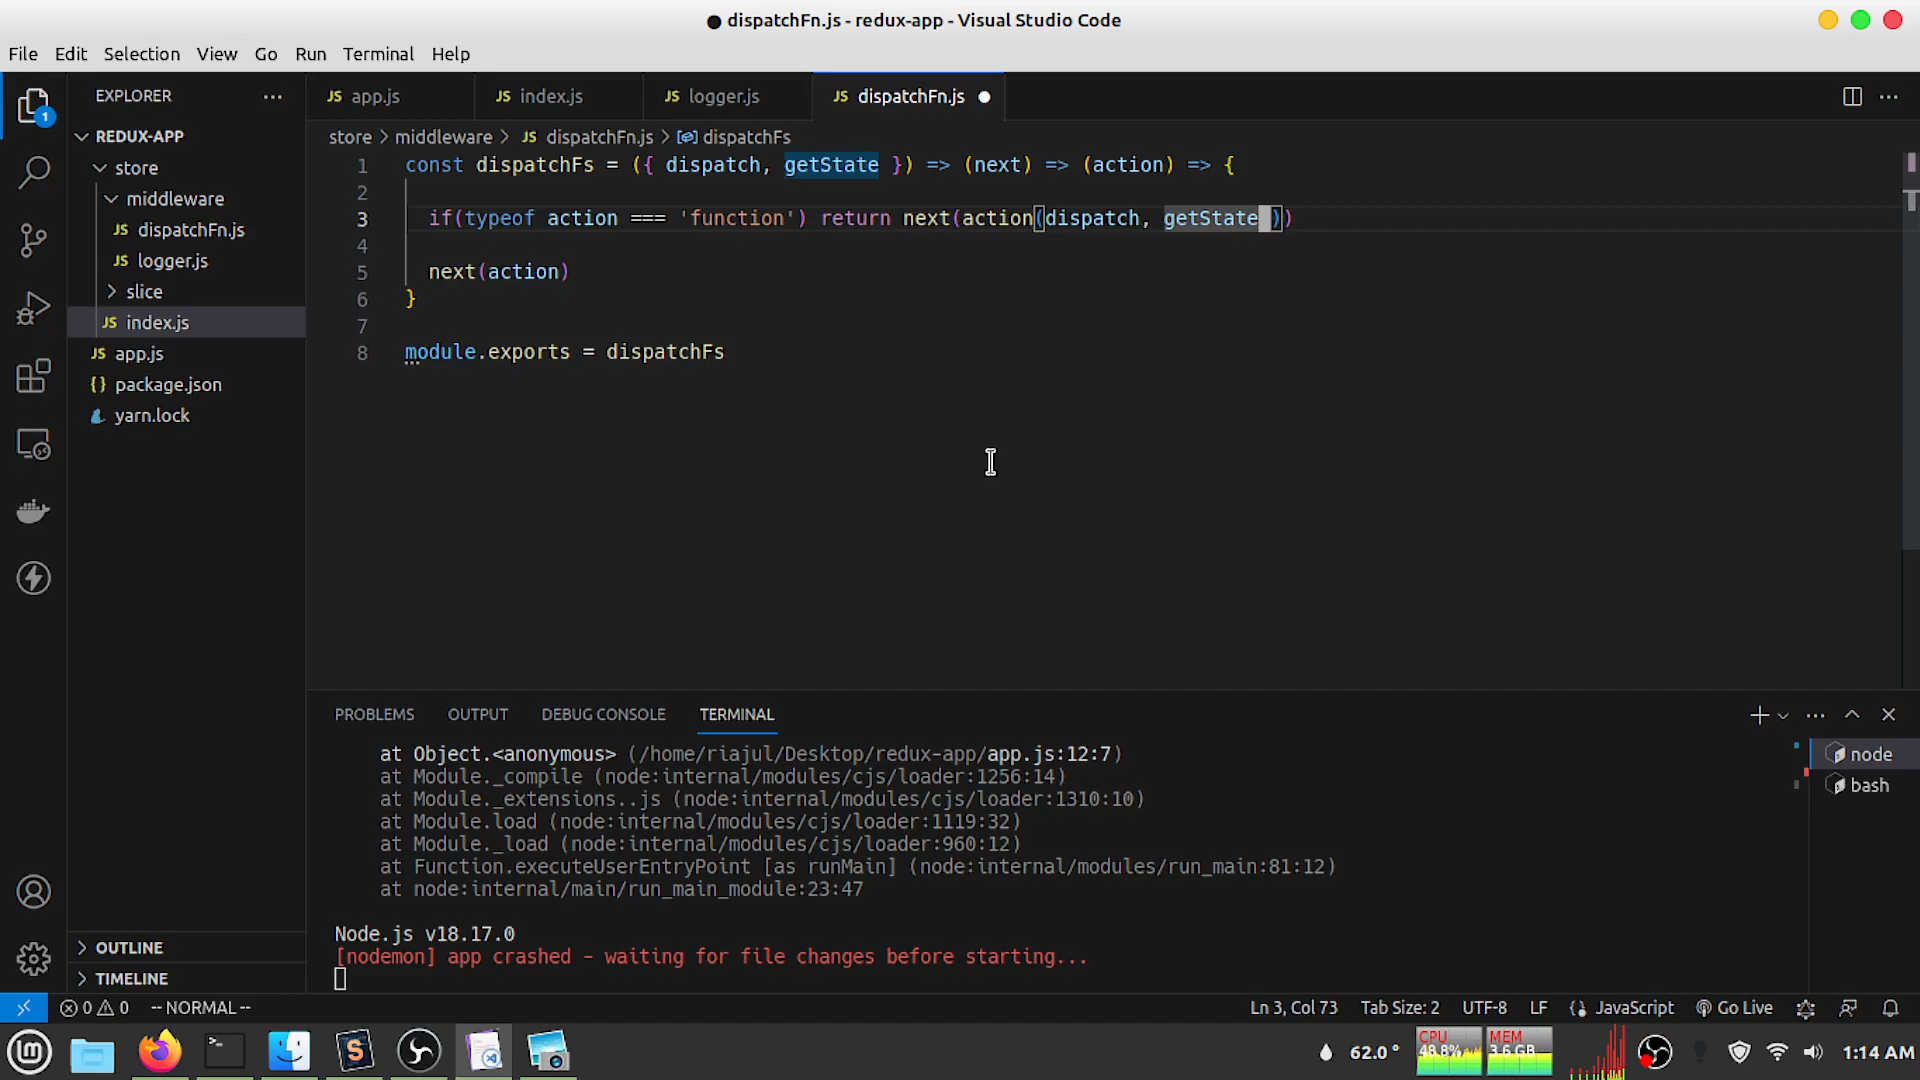 ● dispatchFn.js - redux-app - Visual Studio Code
File Edit Selection View Go Run Terminal Help
EXPLORER ···
JS app.js JS index.js JS logger.js JS dispatchFn.js ●
1
REDUX-APP
store > middleware > JS dispatchFn.js > dispatchFs
store
middleware
JS dispatchFn.js
JS logger.js
slice
JS index.js
JS app.js
{} package.json
yarn.lock
1 const dispatchFs = ({ dispatch, getState }) => (next) => (action) => {
2
3 if(typeof action === 'function') return next(action(dispatch, getState ))
4
5 next(action)
6 }
7
8 module.exports = dispatchFs
PROBLEMS OUTPUT DEBUG CONSOLE TERMINAL
at Object.<anonymous> (/home/riajul/Desktop/redux-app/app.js:12:7)
at Module._compile (node:internal/modules/cjs/loader:1256:14)
at Module._extensions..js (node:internal/modules/cjs/loader:1310:10)
at Module.load (node:internal/modules/cjs/loader:1119:32)
at Module._load (node:internal/modules/cjs/loader:960:12)
at Function.executeUserEntryPoint [as runMain] (node:internal/modules/run_main:81:12)
at node:internal/main/run_main_module:23:47
Node.js v18.17.0
[nodemon] app crashed - waiting for file changes before starting...
node
bash
OUTLINE
TIMELINE
0 0 -- NORMAL -- Ln 3, Col 73 Tab Size: 2 UTF-8 LF {} JavaScript Go Live
62.0° CPU 48.8% MEM 3.6 GB 1:14 AM